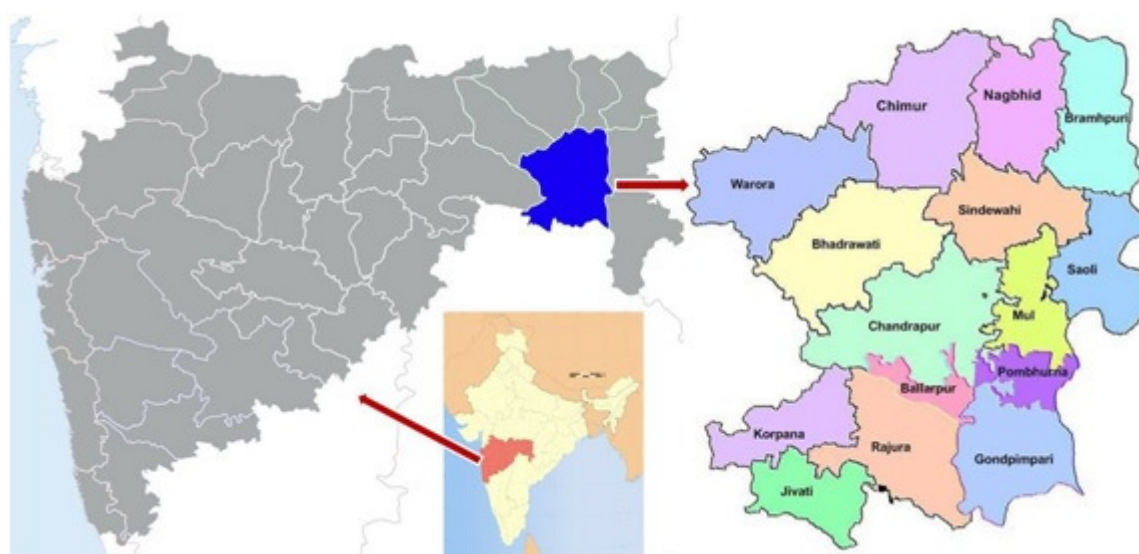 Chimur
Nagbhid
Bramhpuri
Warora
Sindewahi
Bhadrawati
Saoli
Chandrapur
Mul
Ballarpur
Pombhurna
Korpana
Rajura
Gondpimpari
Jivati